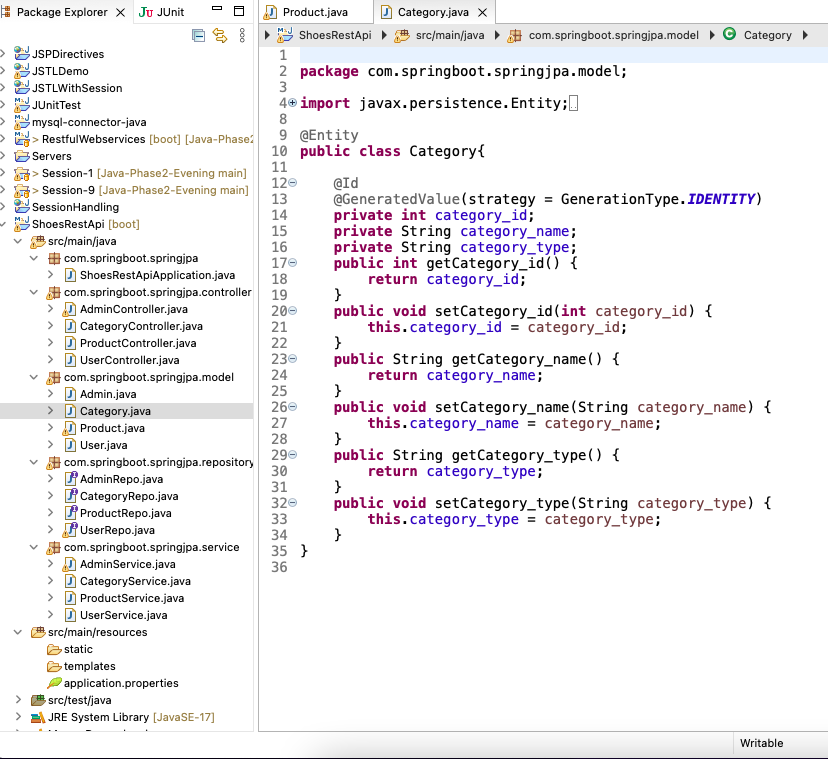 Package Explorer
JUnit
JSPDirectives
JSTLDemo
JSTLWithSession
JUnitTest
mysql-connector-java
> RestfulWebservices [boot] [Java-Phase2
Servers
> Session-1 [Java-Phase2-Evening main]
> Session-9 [Java-Phase2-Evening main]
SessionHandling
ShoesRestApi [boot]
src/main/java
com.springboot.springjpa
ShoesRestApiApplication.java
com.springboot.springjpa.controller
AdminController.java
CategoryController.java
ProductController.java
UserController.java
com.springboot.springjpa.model
Admin.java
Category.java
Product.java
User.java
com.springboot.springjpa.repository
AdminRepo.java
CategoryRepo.java
ProductRepo.java
UserRepo.java
com.springboot.springjpa.service
AdminService.java
CategoryService.java
ProductService.java
UserService.java
src/main/resources
static
templates
application.properties
src/test/java
JRE System Library [JavaSE-17]
Product.java
Category.java
ShoesRestApi
src/main/java
com.springboot.springjpa.model
Category
1
2 package com.springboot.springjpa.model;
3
4 import javax.persistence.Entity;
8
9 @Entity
10 public class Category{
11
12 @Id
13 @GeneratedValue(strategy = GenerationType.IDENTITY)
14 private int category_id;
15 private String category_name;
16 private String category_type;
17 public int getCategory_id() {
18 return category_id;
19 }
20 public void setCategory_id(int category_id) {
21 this.category_id = category_id;
22 }
23 public String getCategory_name() {
24 return category_name;
25 }
26 public void setCategory_name(String category_name) {
27 this.category_name = category_name;
28 }
29 public String getCategory_type() {
30 return category_type;
31 }
32 public void setCategory_type(String category_type) {
33 this.category_type = category_type;
34 }
35 }
36
Writable